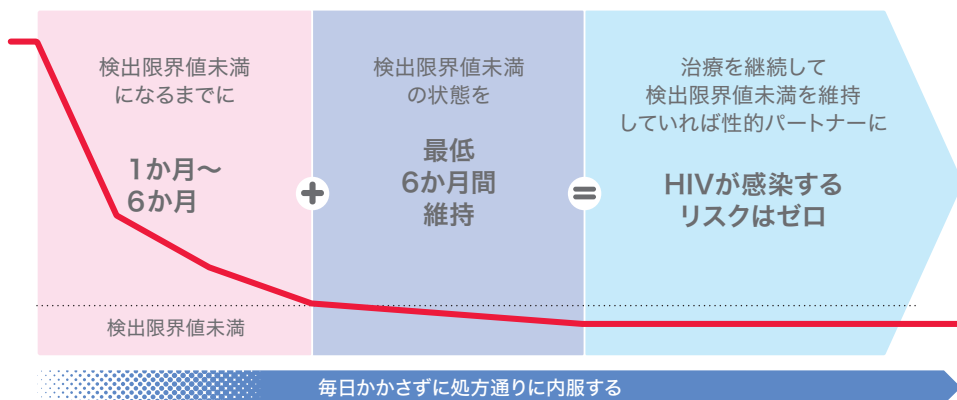 検出限界値未満
になるまでに
1か月〜
6か月
+
検出限界値未満
の状態を
最低
6か月間
維持
=
治療を継続して
検出限界値未満を維持
していれば性的パートナーに
HIVが感染する
リスクはゼロ
検出限界値未満
毎日かかさずに処方通りに内服する